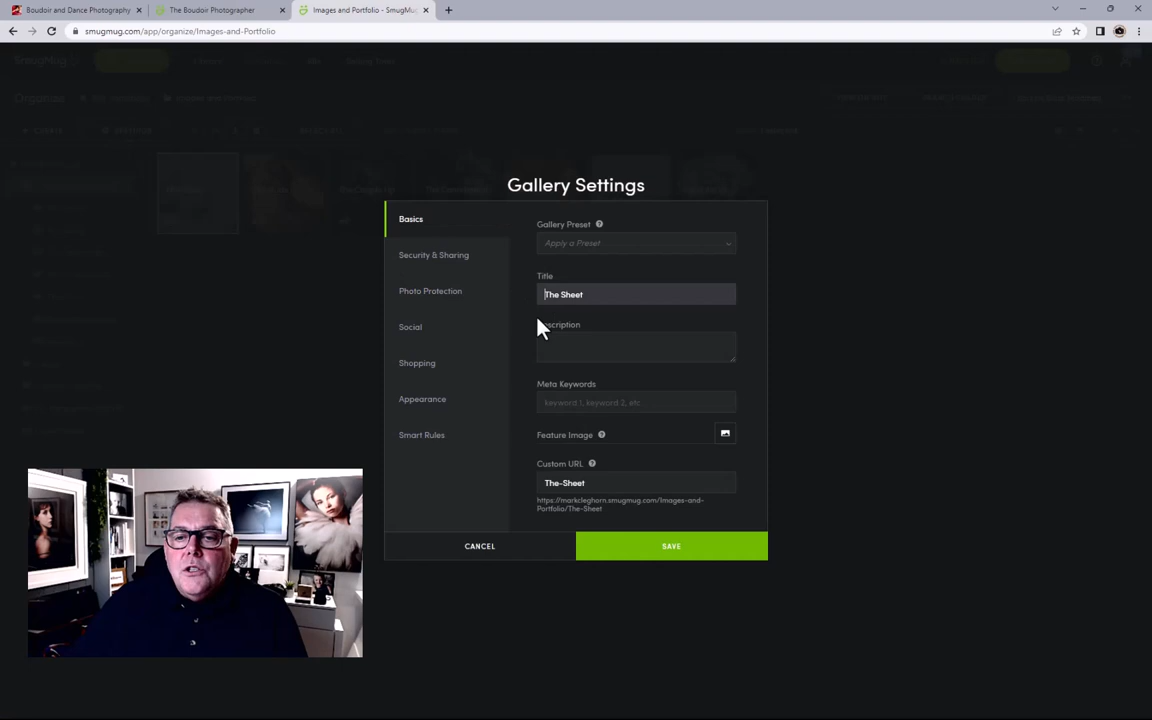 Boudoir and Dance Photography
The Boudoir Photographer
Images and Portfolio - SmugMug
smugmug.com/app/organize/Images-and-Portfolio
SmugMug
Organize
Gallery Settings
Basics
Security & Sharing
Photo Protection
Social
Shopping
Appearance
Smart Rules
Gallery Preset
Apply a Preset
Title
The Sheet
Meta Keywords
keyword 1, keyword 2, etc...
Feature Image
Custom URL
The-Sheet
https://markcleghorn.smugmug.com/Images-and-
Portfolio/The-Sheet
CANCEL
SAVE